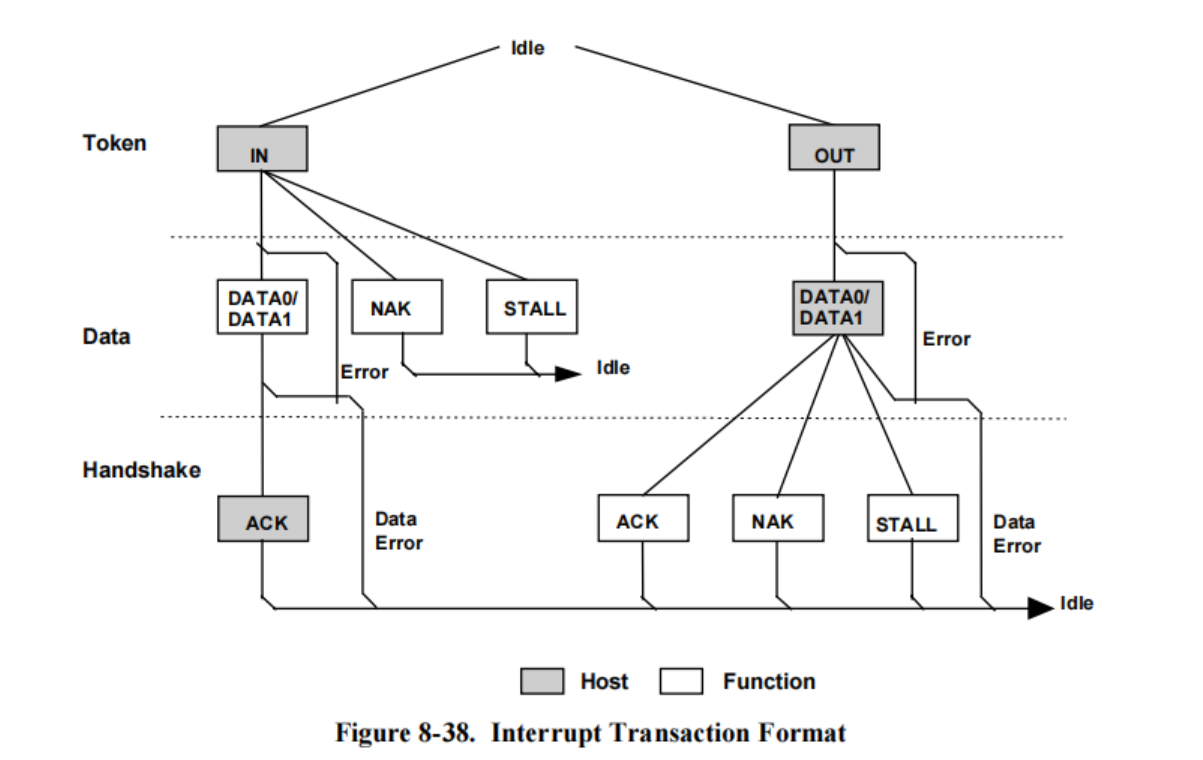 Idle
Token
IN
OUT
DATA0/
DATA1
NAK
STALL
DATA0/
DATA1
Data
Error
Error
Idle
Handshake
ACK
Data
Error
ACK
NAK
STALL
Data
Error
Idle
Host
Function
Figure 8-38. Interrupt Transaction Format